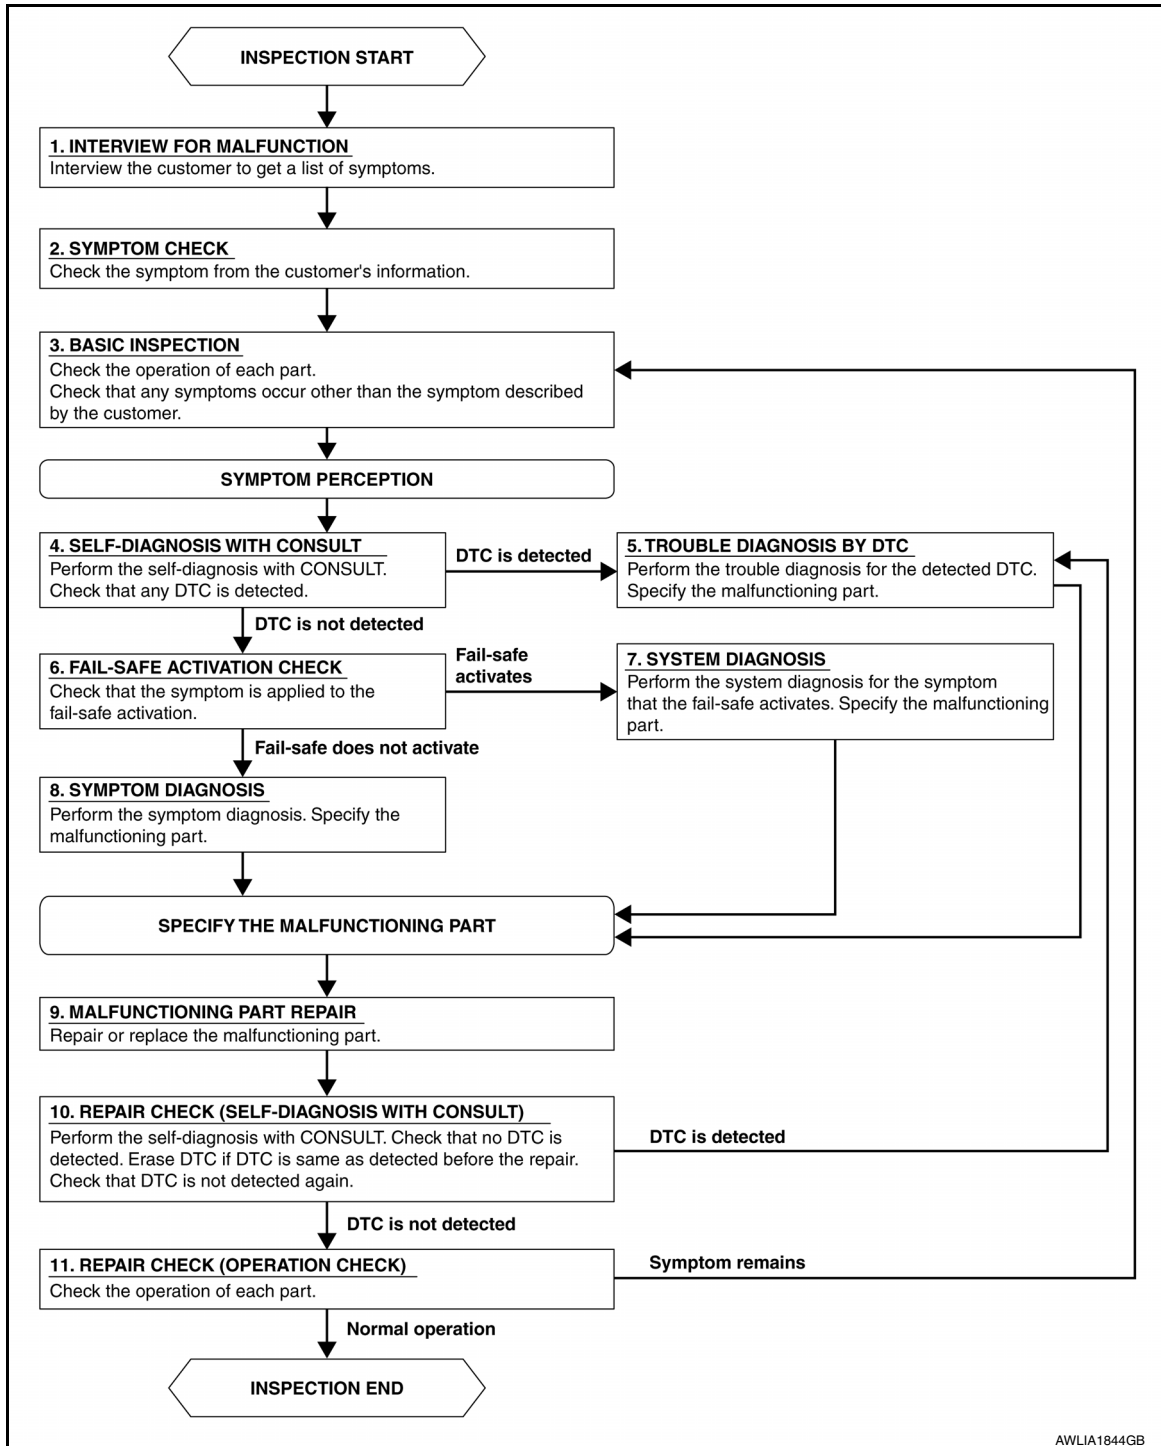 INSPECTION START
1. INTERVIEW FOR MALFUNCTION
Interview the customer to get a list of symptoms.
2. SYMPTOM CHECK
Check the symptom from the customer's information.
3. BASIC INSPECTION
Check the operation of each part.
Check that any symptoms occur other than the symptom described
by the customer.
SYMPTOM PERCEPTION
4. SELF-DIAGNOSIS WITH CONSULT
Perform the self-diagnosis with CONSULT.
Check that any DTC is detected.
DTC is detected
5. TROUBLE DIAGNOSIS BY DTC
Perform the trouble diagnosis for the detected DTC.
Specify the malfunctioning part.
DTC is not detected
6. FAIL-SAFE ACTIVATION CHECK
Check that the symptom is applied to the
fail-safe activation.
Fail-safe
activates
7. SYSTEM DIAGNOSIS
Perform the system diagnosis for the symptom
that the fail-safe activates. Specify the malfunctioning
part.
Fail-safe does not activate
8. SYMPTOM DIAGNOSIS
Perform the symptom diagnosis. Specify the
malfunctioning part.
SPECIFY THE MALFUNCTIONING PART
9. MALFUNCTIONING PART REPAIR
Repair or replace the malfunctioning part.
10. REPAIR CHECK (SELF-DIAGNOSIS WITH CONSULT)
Perform the self-diagnosis with CONSULT. Check that no DTC is
detected. Erase DTC if DTC is same as detected before the repair.
Check that DTC is not detected again.
DTC is detected
DTC is not detected
11. REPAIR CHECK (OPERATION CHECK)
Check the operation of each part.
Symptom remains
Normal operation
INSPECTION END
AWLIA1844GB